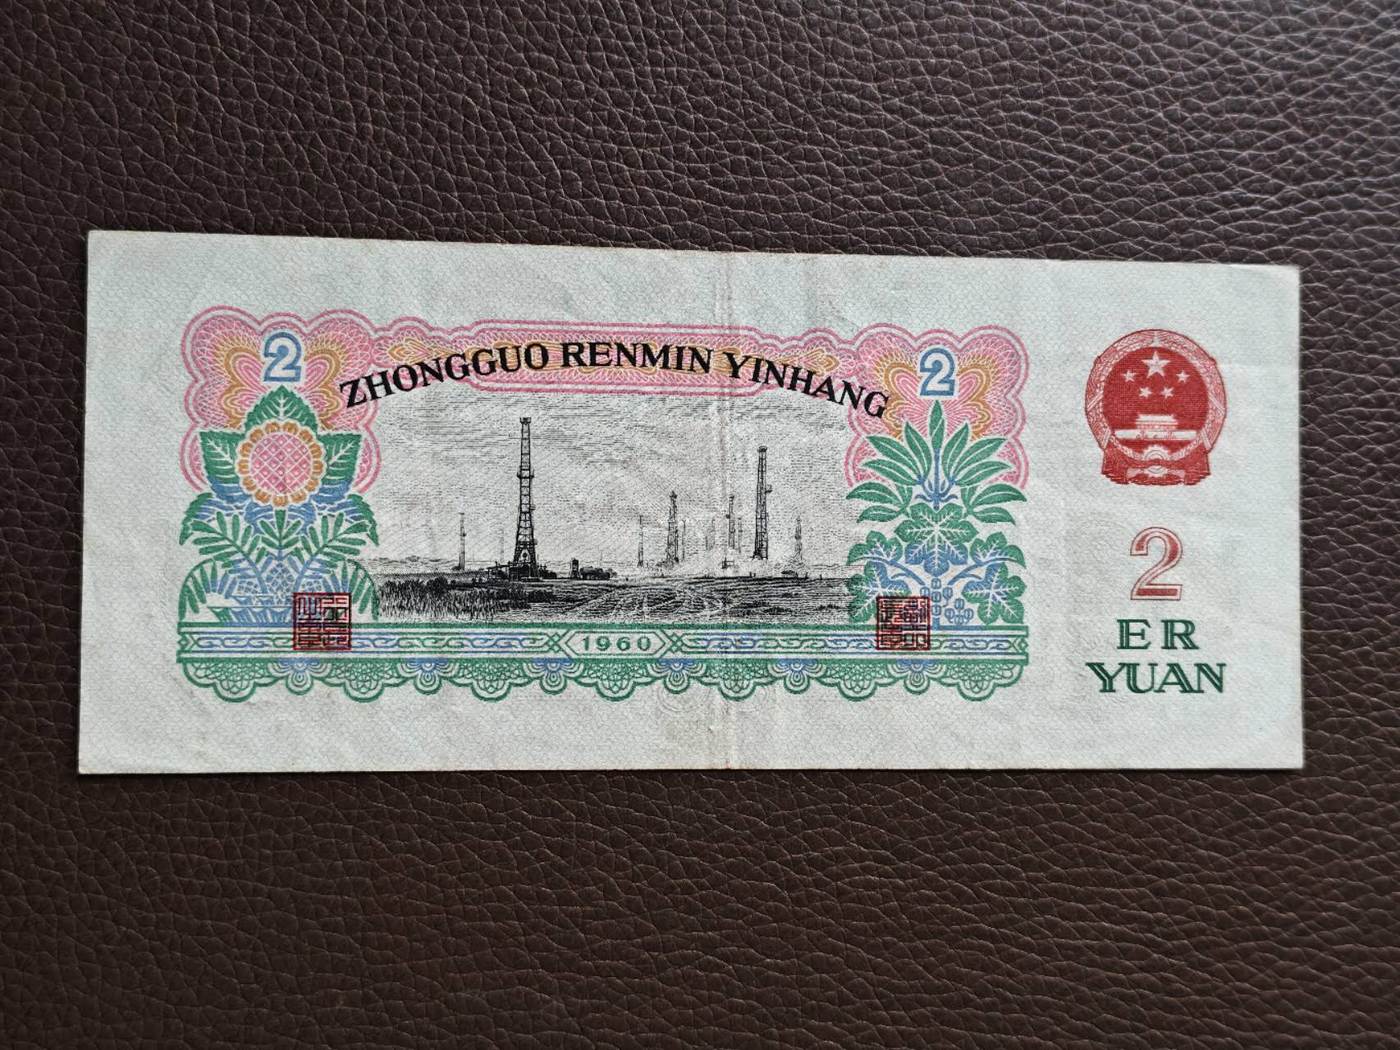 2
ZHONGGUO RENMIN YINHANG
2
1960
2
ER
YUAN